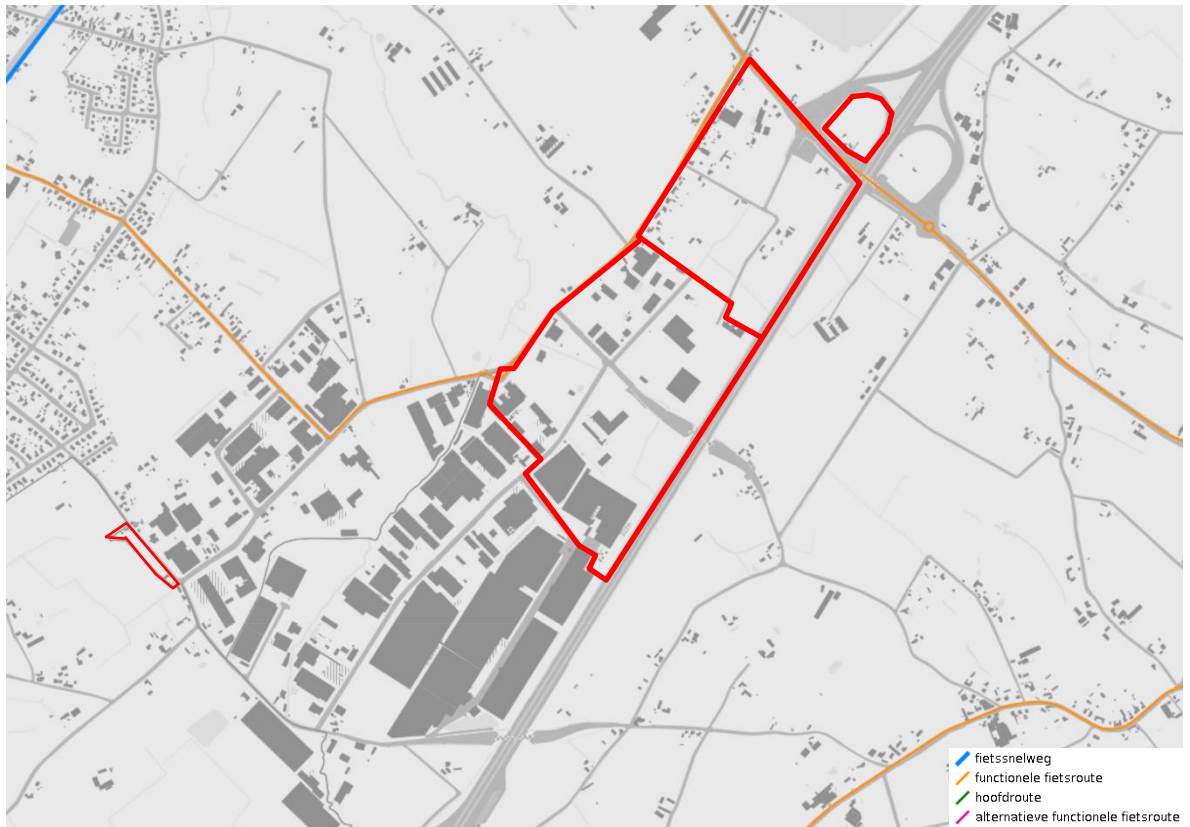 fietssnelweg
functionele fietsroute
hoofdroute
alternatieve functionele fietsroute